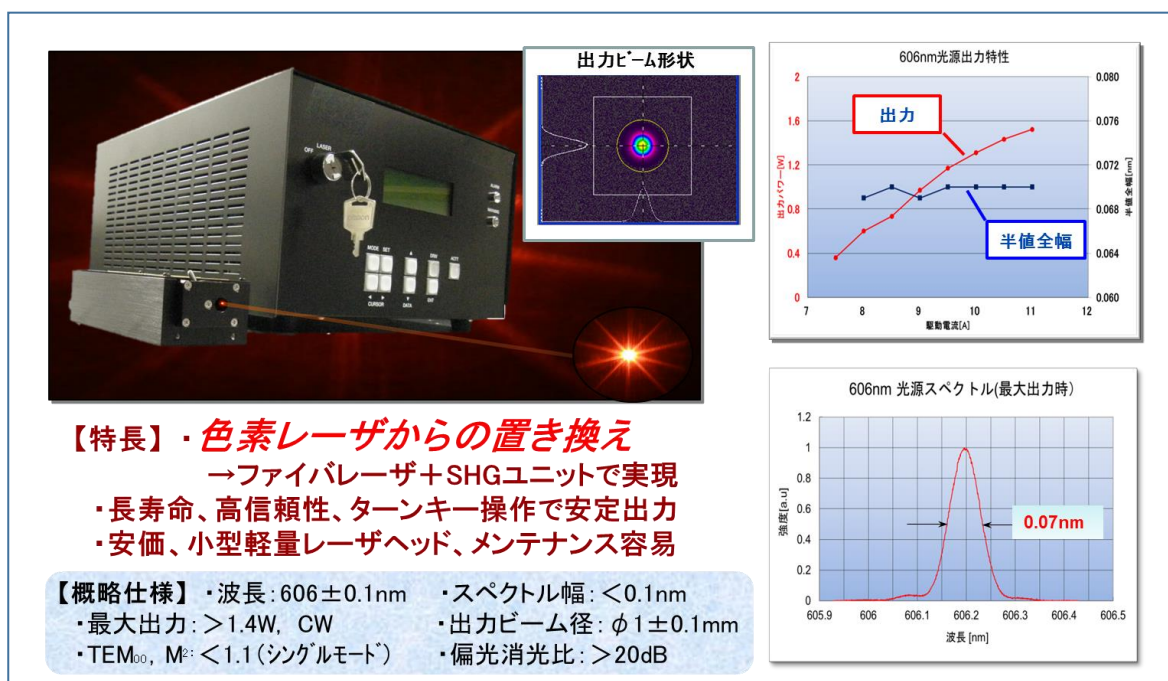 出力ﾋﾞｰﾑ形状
LASER
OFF
MODE SET
CURSOR
DATA
606nm光源出力特性
出力パワー[W]
2
1.6
1.2
0.8
0.4
0
出力
半値全幅
0.080
0.076
0.072
0.068
0.064
0.060
半値全幅[nm]
7 8 9 10 11 12
駆動電流[A]
606nm 光源スペクトル(最大出力時)
強度[a.u]
1.2
1
0.8
0.6
0.4
0.2
0
0.07nm
605.9 606 606.1 606.2 606.3 606.4 606.5
波長 [nm]
【特長】・色素レーザからの置き換え
→ファイバレーザ＋SHGユニットで実現
・長寿命、高信頼性、ターンキー操作で安定出力
・安価、小型軽量レーザヘッド、メンテナンス容易
【概略仕様】・波長：606±0.1nm ・スペクトル幅：＜0.1nm
・最大出力：＞1.4W, CW ・出力ビーム径：φ1±0.1mm
・TEM₀₀, M²：＜1.1（ｼﾝｸﾞﾙﾓｰﾄﾞ） ・偏光消光比：＞20dB